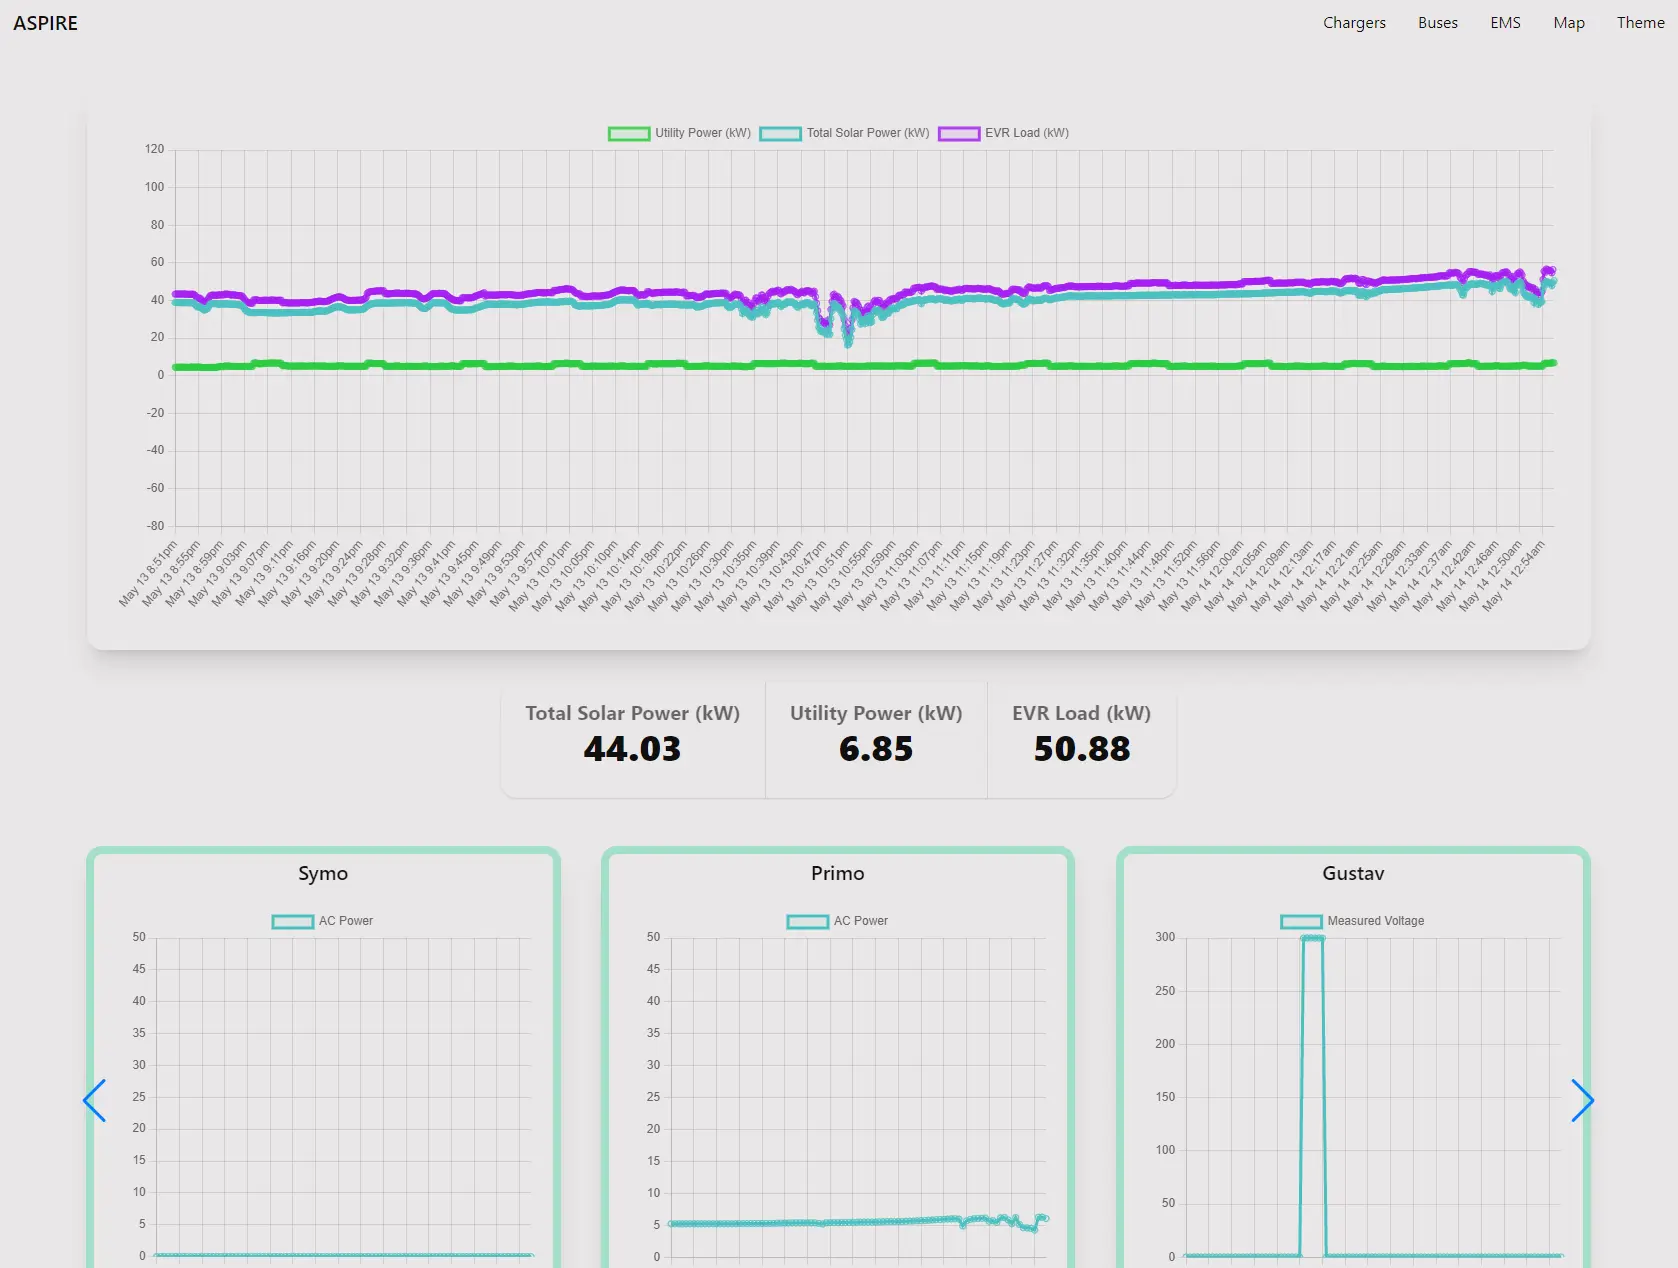 ASPIRE
Chargers Buses EMS Map Theme
Utility Power (kW) Total Solar Power (kW) EVR Load (kW)
120
100
80
60
40
20
0
-20
-40
-60
-80
May 13 8:51pm
May 13 8:55pm
May 13 8:59pm
May 13 9:03pm
May 13 9:07pm
May 13 9:11pm
May 13 9:16pm
May 13 9:20pm
May 13 9:24pm
May 13 9:28pm
May 13 9:32pm
May 13 9:36pm
May 13 9:41pm
May 13 9:45pm
May 13 9:49pm
May 13 9:53pm
May 13 9:57pm
May 13 10:01pm
May 13 10:05pm
May 13 10:10pm
May 13 10:14pm
May 13 10:18pm
May 13 10:22pm
May 13 10:26pm
May 13 10:30pm
May 13 10:35pm
May 13 10:39pm
May 13 10:43pm
May 13 10:47pm
May 13 10:51pm
May 13 10:55pm
May 13 10:59pm
May 13 11:03pm
May 13 11:07pm
May 13 11:11pm
May 13 11:15pm
May 13 11:19pm
May 13 11:23pm
May 13 11:27pm
May 13 11:32pm
May 13 11:35pm
May 13 11:40pm
May 13 11:44pm
May 13 11:48pm
May 13 11:52pm
May 13 11:56pm
May 14 12:00am
May 14 12:05am
May 14 12:09am
May 14 12:13am
May 14 12:17am
May 14 12:21am
May 14 12:25am
May 14 12:29am
May 14 12:33am
May 14 12:37am
May 14 12:42am
May 14 12:46am
May 14 12:50am
May 14 12:54am
Total Solar Power (kW) Utility Power (kW) EVR Load (kW)
44.03 6.85 50.88
Symo
AC Power
50
45
40
35
30
25
20
15
10
5
0
Primo
AC Power
50
45
40
35
30
25
20
15
10
5
0
Gustav
Measured Voltage
300
250
200
150
100
50
0